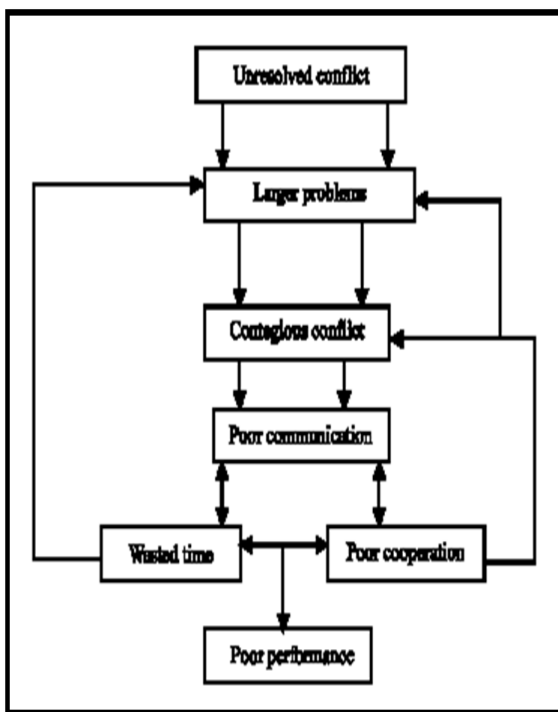 Unresolved conflict
Larger problems
Contagious conflict
Poor communication
Wasted time
Poor cooperation
Poor performance